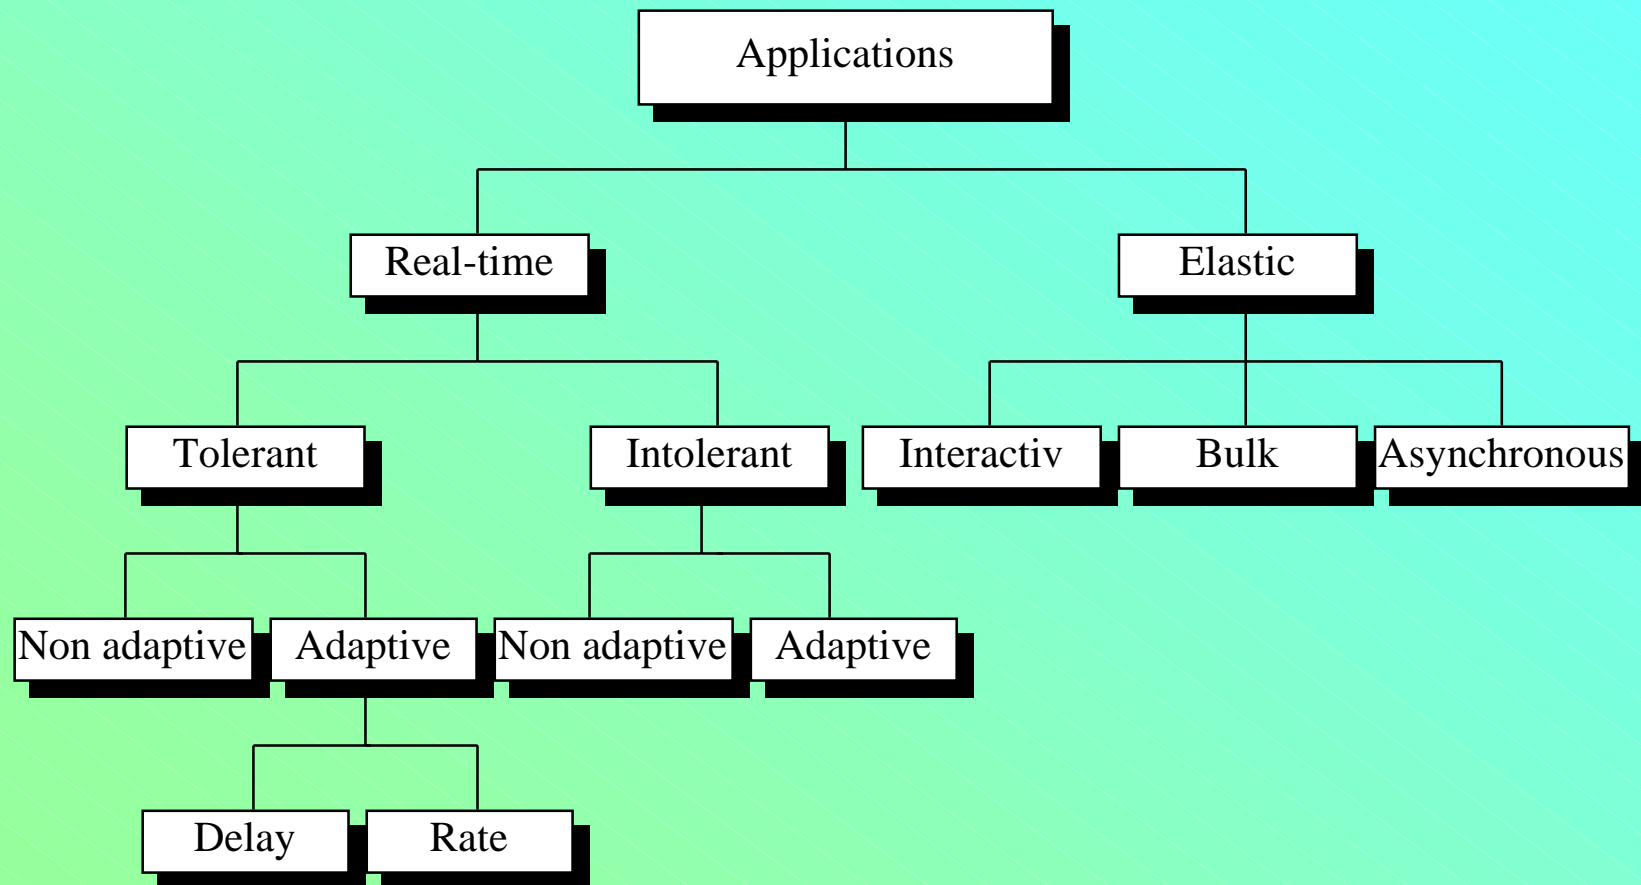 Applications
Real-time
Elastic
Tolerant
Intolerant
Interactiv
Bulk
Asynchronous
Non adaptive
Adaptive
Non adaptive
Adaptive
Delay
Rate